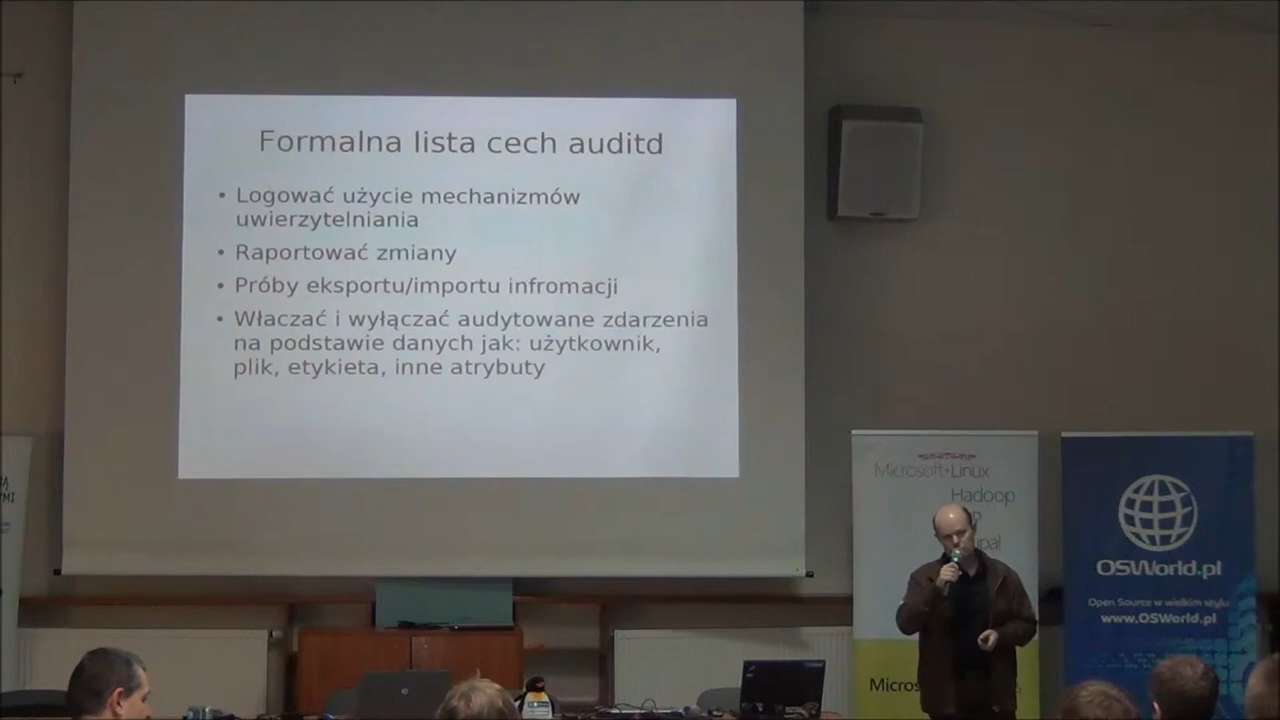 Formalna lista cech auditd
• Logować użycie mechanizmów
uwierzytelniania
• Raportować zmiany
• Próby eksportu/importu infromacji
• Właczać i wyłączać audytowane zdarzenia
na podstawie danych jak: użytkownik,
plik, etykieta, inne atrybuty
Microsoft+Linux
Hadoop
OSWorld.pl
Open Source w wielkim stylu
www.OSWorld.pl